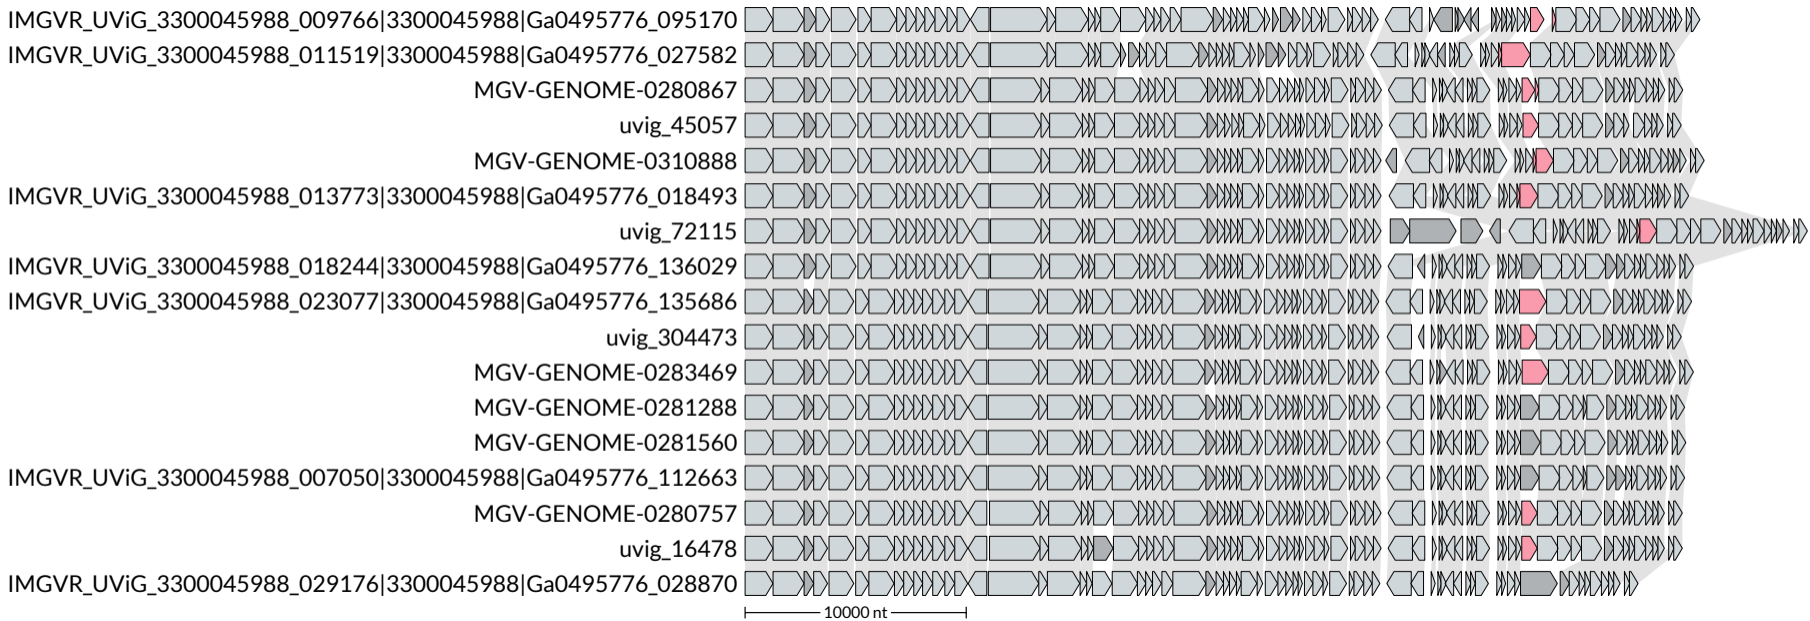 IMGVR_UViG_3300045988_009766|3300045988|Ga0495776_095170
IMGVR_UViG_3300045988_011519|3300045988|Ga0495776_027582
MGV-GENOME-0280867
uvig_45057
MGV-GENOME-0310888
IMGVR_UViG_3300045988_013773|3300045988|Ga0495776_018493
uvig_72115
IMGVR_UViG_3300045988_018244|3300045988|Ga0495776_136029
IMGVR_UViG_3300045988_023077|3300045988|Ga0495776_135686
uvig_304473
MGV-GENOME-0283469
MGV-GENOME-0281288
MGV-GENOME-0281560
IMGVR_UViG_3300045988_007050|3300045988|Ga0495776_112663
MGV-GENOME-0280757
uvig_16478
IMGVR_UViG_3300045988_029176|3300045988|Ga0495776_028870
10000 nt